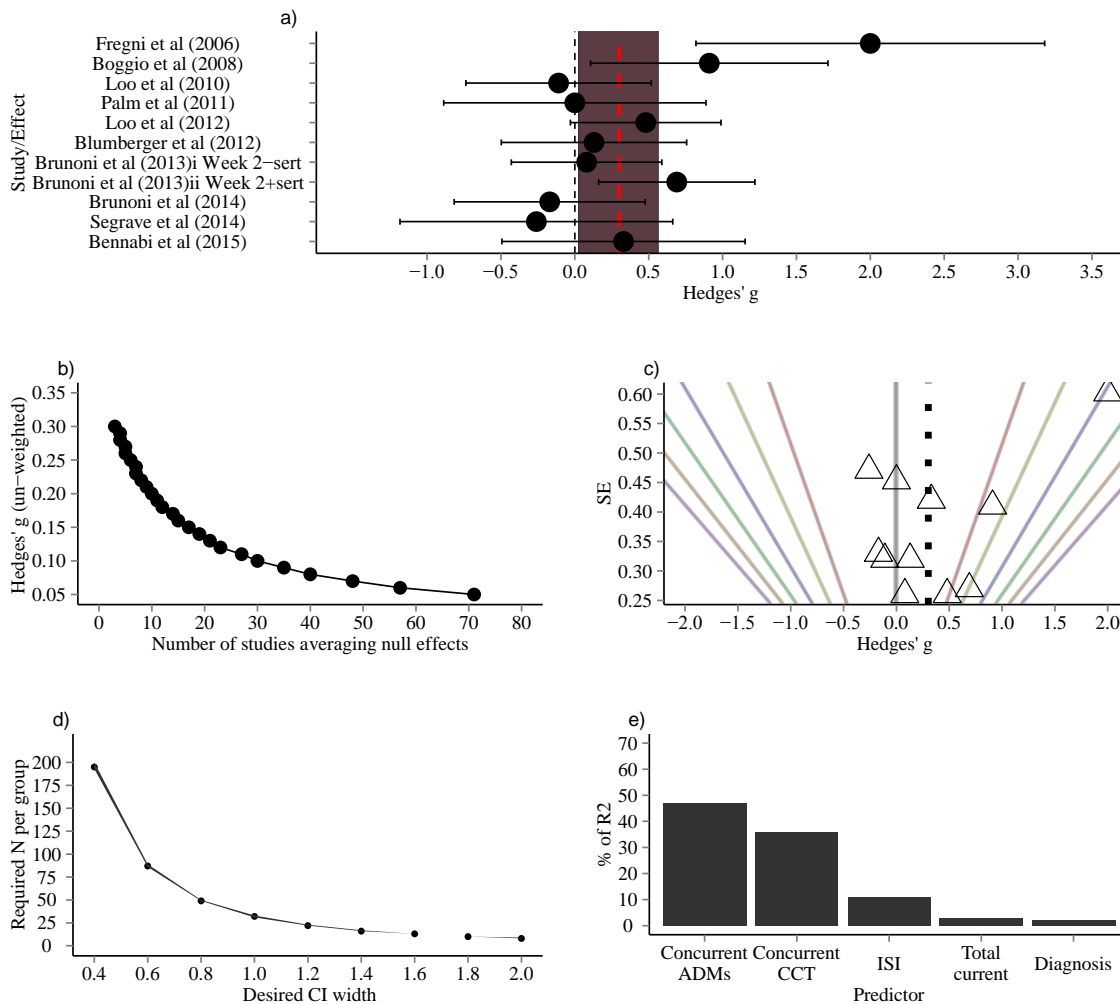 a)
Study/Effect
Fregni et al (2006)
Boggio et al (2008)
Loo et al (2010)
Palm et al (2011)
Loo et al (2012)
Blumberger et al (2012)
Brunoni et al (2013)i Week 2−sert
Brunoni et al (2013)ii Week 2+sert
Brunoni et al (2014)
Segrave et al (2014)
Bennabi et al (2015)
−1.0 −0.5 0.0 0.5 1.0 1.5 2.0 2.5 3.0 3.5
Hedges' g
b)
Hedges' g (un−weighted)
0.35
0.30
0.25
0.20
0.15
0.10
0.05
0 10 20 30 40 50 60 70 80
Number of studies averaging null effects
c)
SE
0.60
0.55
0.50
0.45
0.40
0.35
0.30
0.25
−2.0 −1.5 −1.0 −0.5 0.0 0.5 1.0 1.5 2.0
Hedges' g
d)
Required N per group
200
175
150
125
100
75
50
25
0
0.4 0.6 0.8 1.0 1.2 1.4 1.6 1.8 2.0
Desired CI width
e)
% of R2
70
60
50
40
30
20
10
0
Concurrent
ADMs
Concurrent
CCT
ISI
Total
current
Diagnosis
Predictor